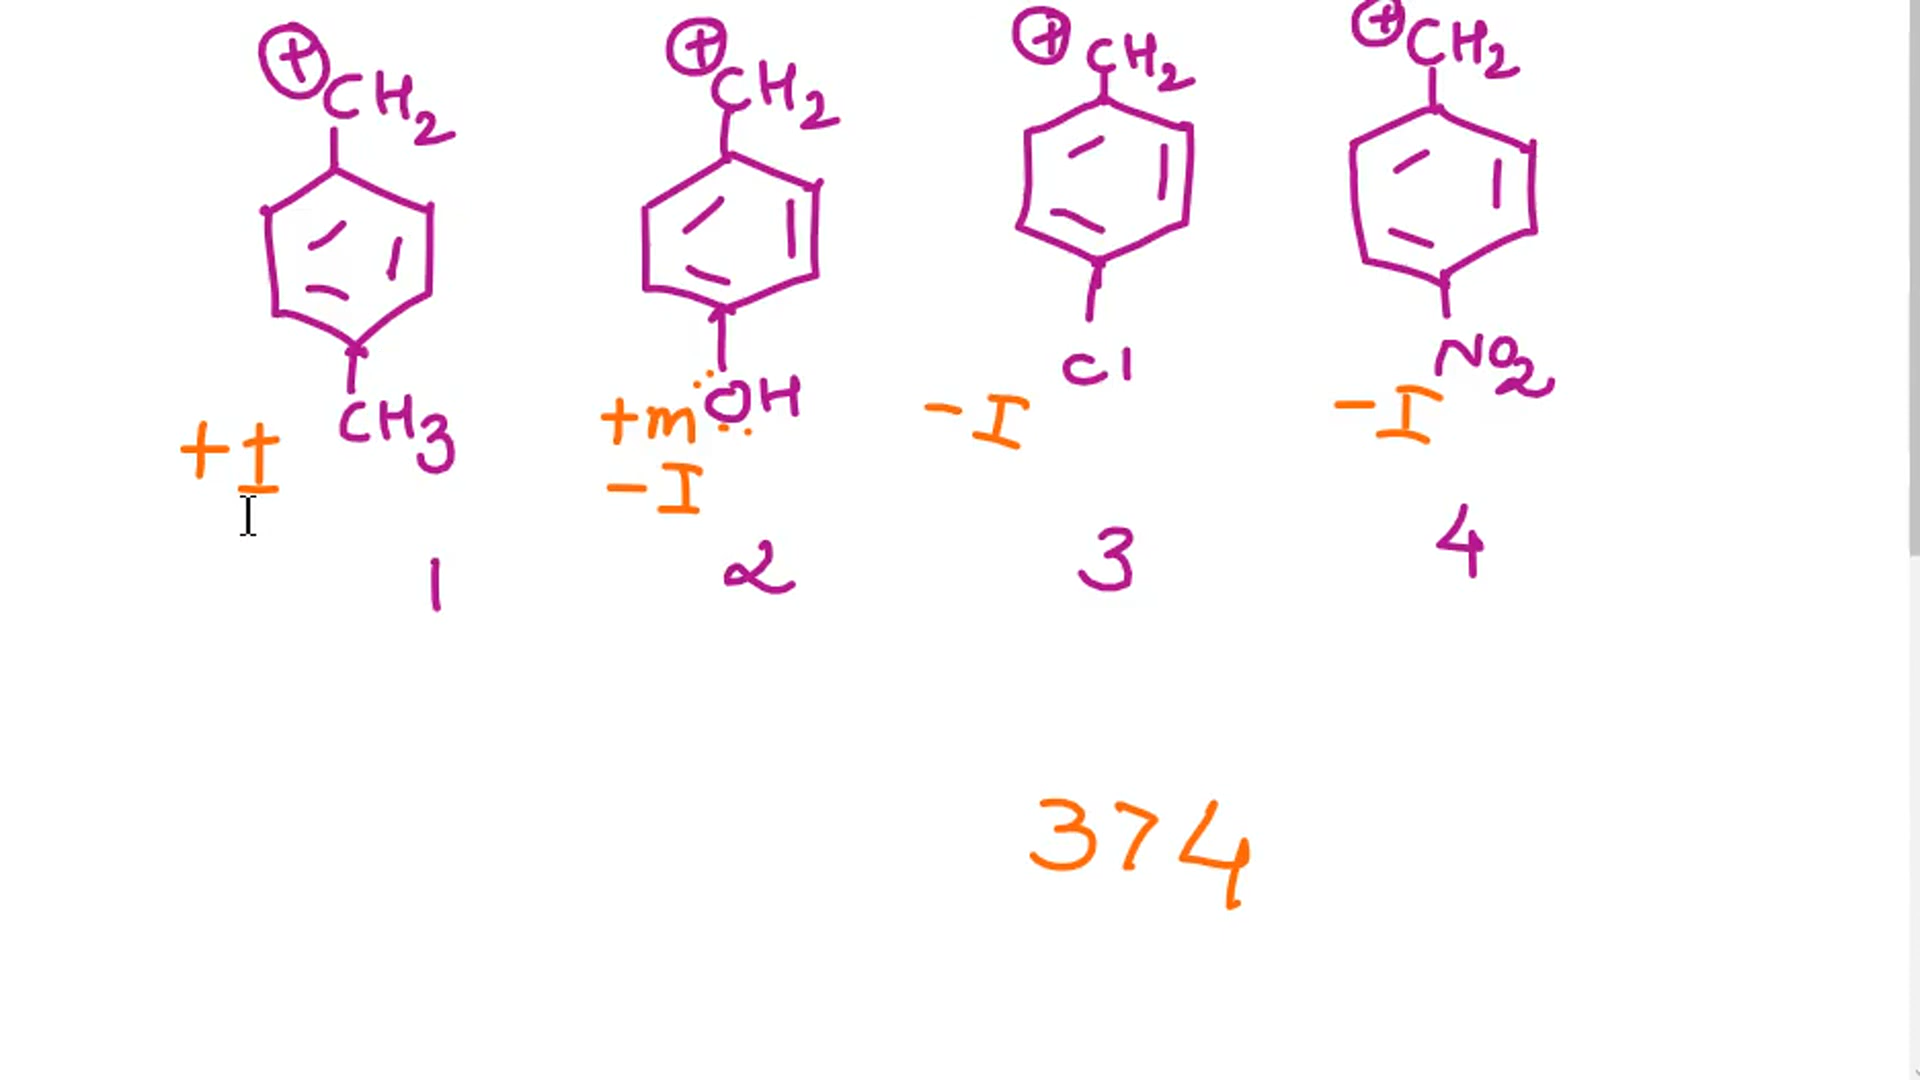 ⊕CH2 ⊕CH2 ⊕CH2 ⊕CH2
CH3 OH Cl NO2
+I +m -I -I
-I
1 2 3 4
374